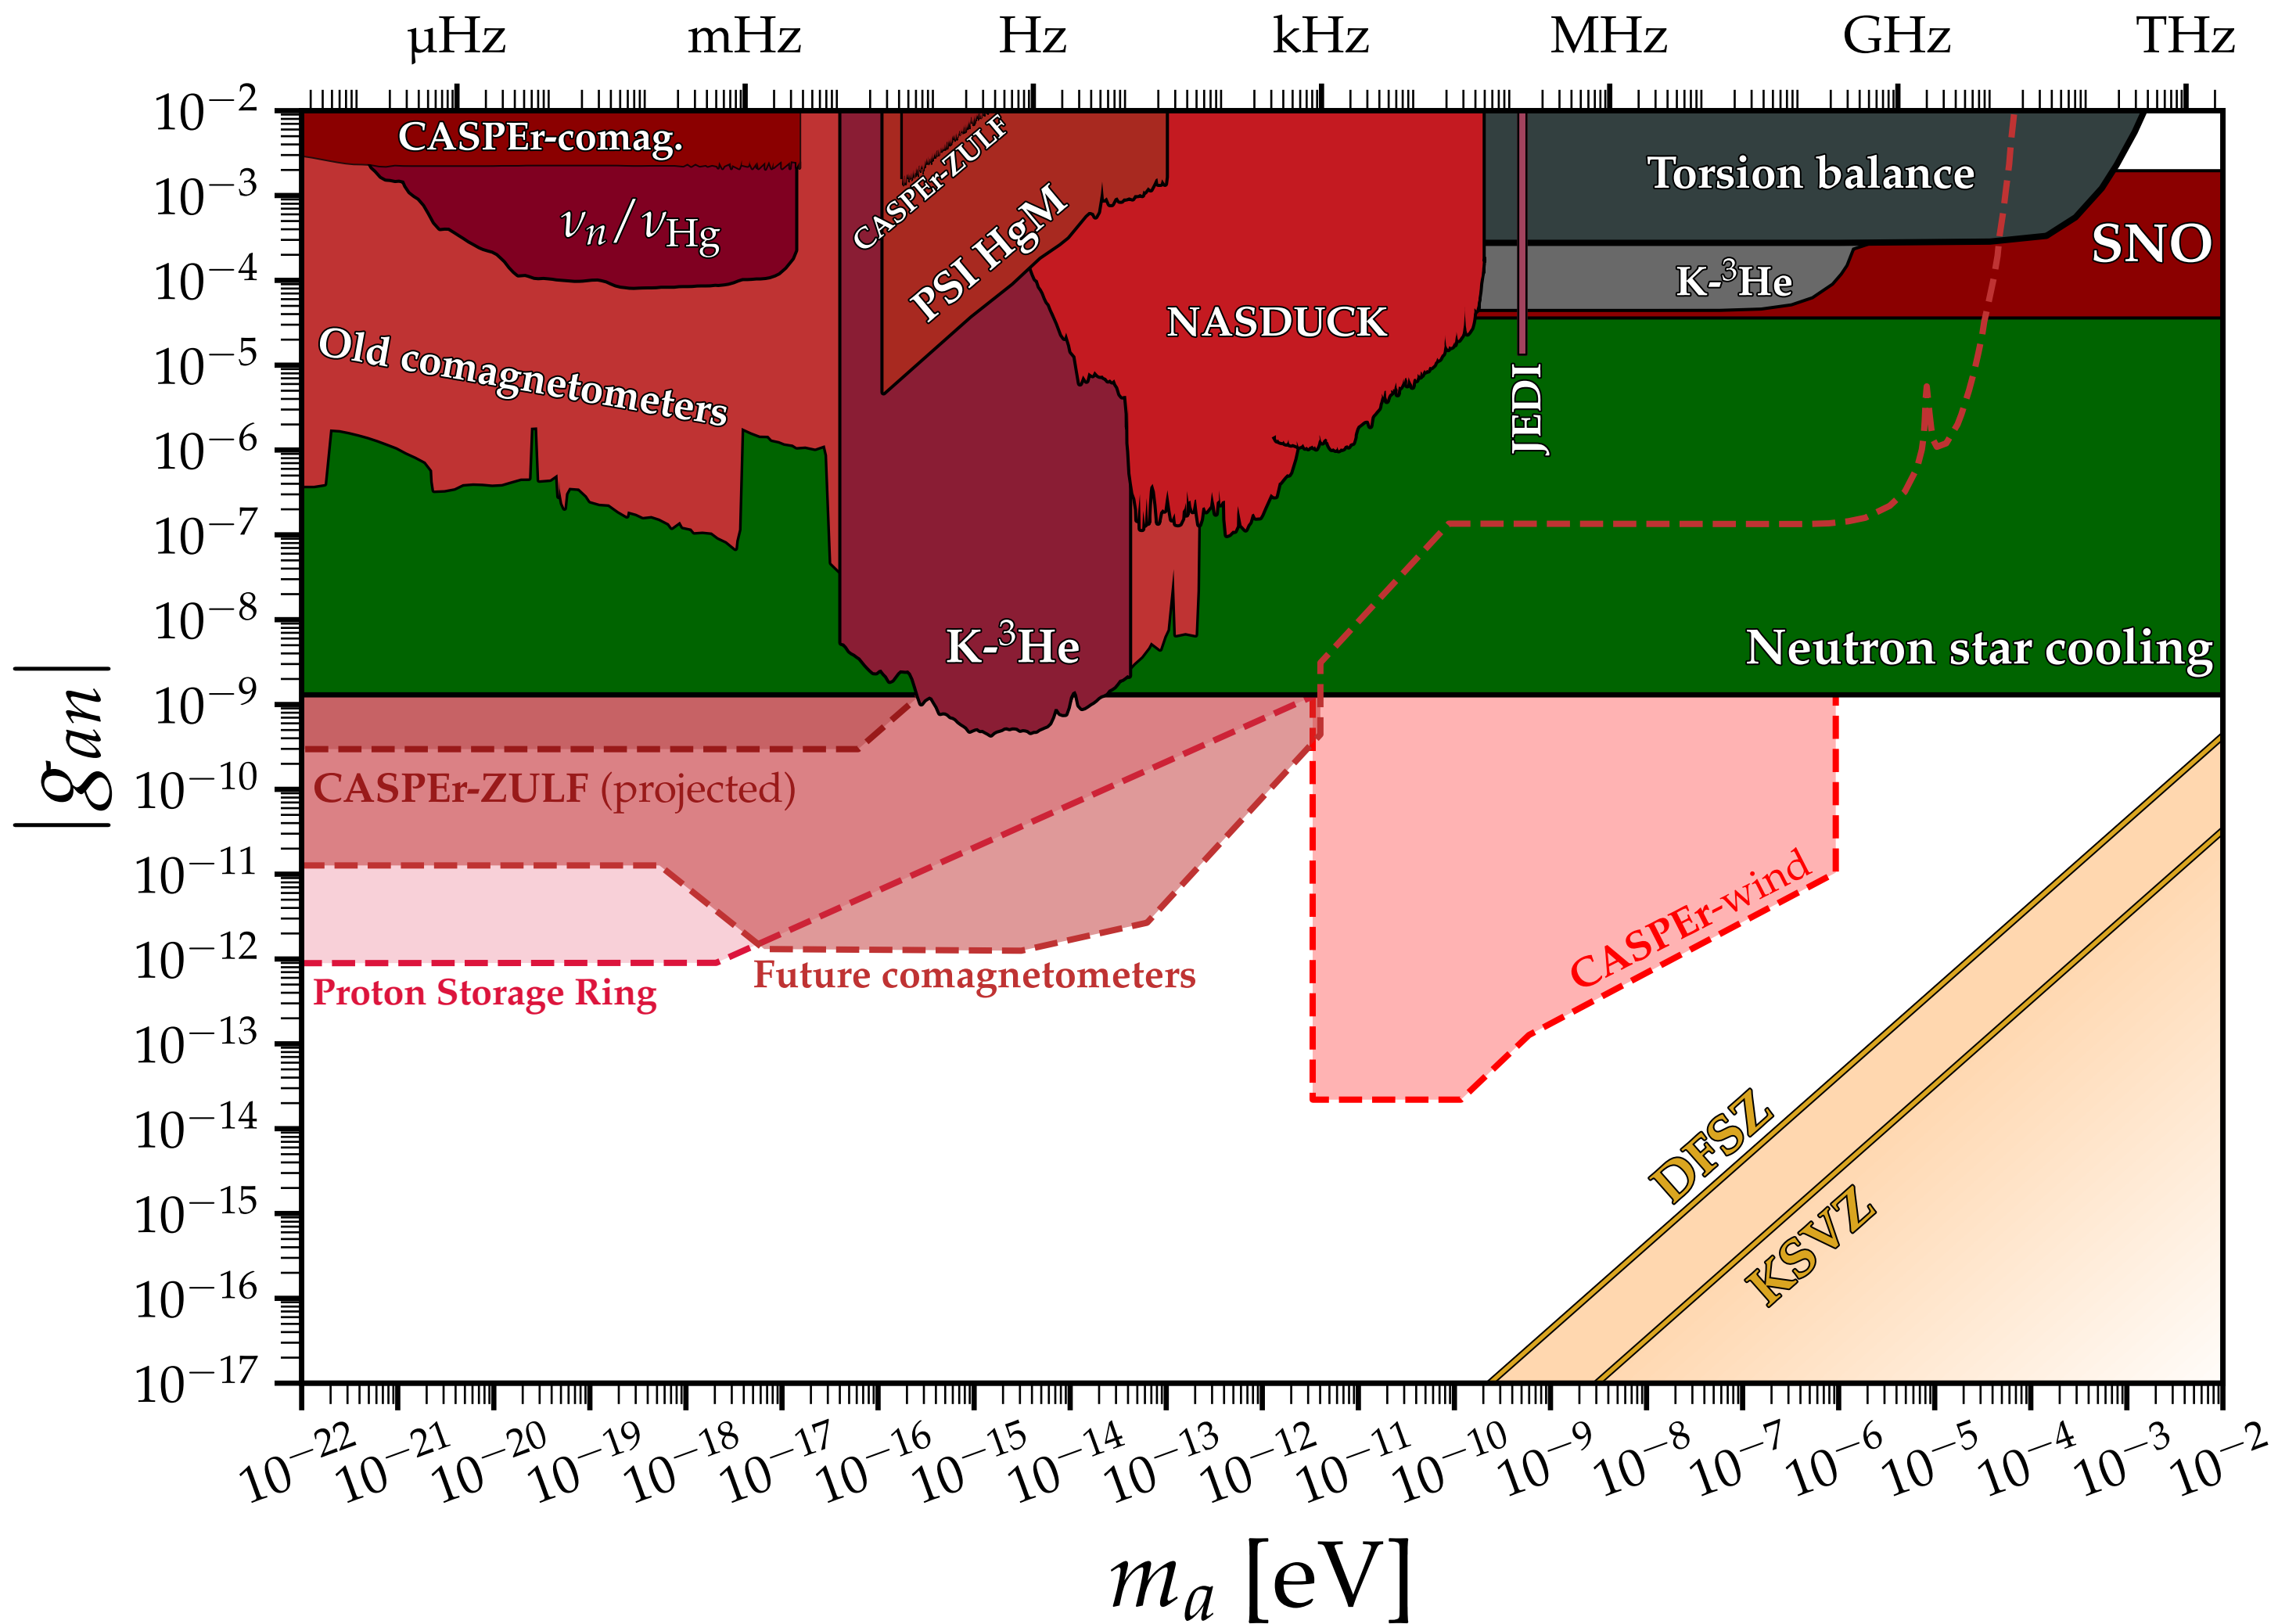 μHz mHz Hz kHz MHz GHz THz
10⁻²
10⁻³
10⁻⁴
10⁻⁵
10⁻⁶
10⁻⁷
10⁻⁸
10⁻⁹
10⁻¹⁰
10⁻¹¹
10⁻¹²
10⁻¹³
10⁻¹⁴
10⁻¹⁵
10⁻¹⁶
10⁻¹⁷
|gₐₙ|
CASPEr-comag.
νₙ/ν_Hg
Old comagnetometers
CASPEr-ZULF
PSI HgM
NASDUCK
Torsion balance
SNO
K-³He
JEDI
K-³He
Neutron star cooling
CASPEr-ZULF (projected)
Proton Storage Ring
Future comagnetometers
CASPEr-wind
DFSZ
KSVZ
10⁻²² 10⁻²¹ 10⁻²⁰ 10⁻¹⁹ 10⁻¹⁸ 10⁻¹⁷ 10⁻¹⁶ 10⁻¹⁵ 10⁻¹⁴ 10⁻¹³ 10⁻¹² 10⁻¹¹ 10⁻¹⁰ 10⁻⁹ 10⁻⁸ 10⁻⁷ 10⁻⁶ 10⁻⁵ 10⁻⁴ 10⁻³ 10⁻²
mₐ [eV]